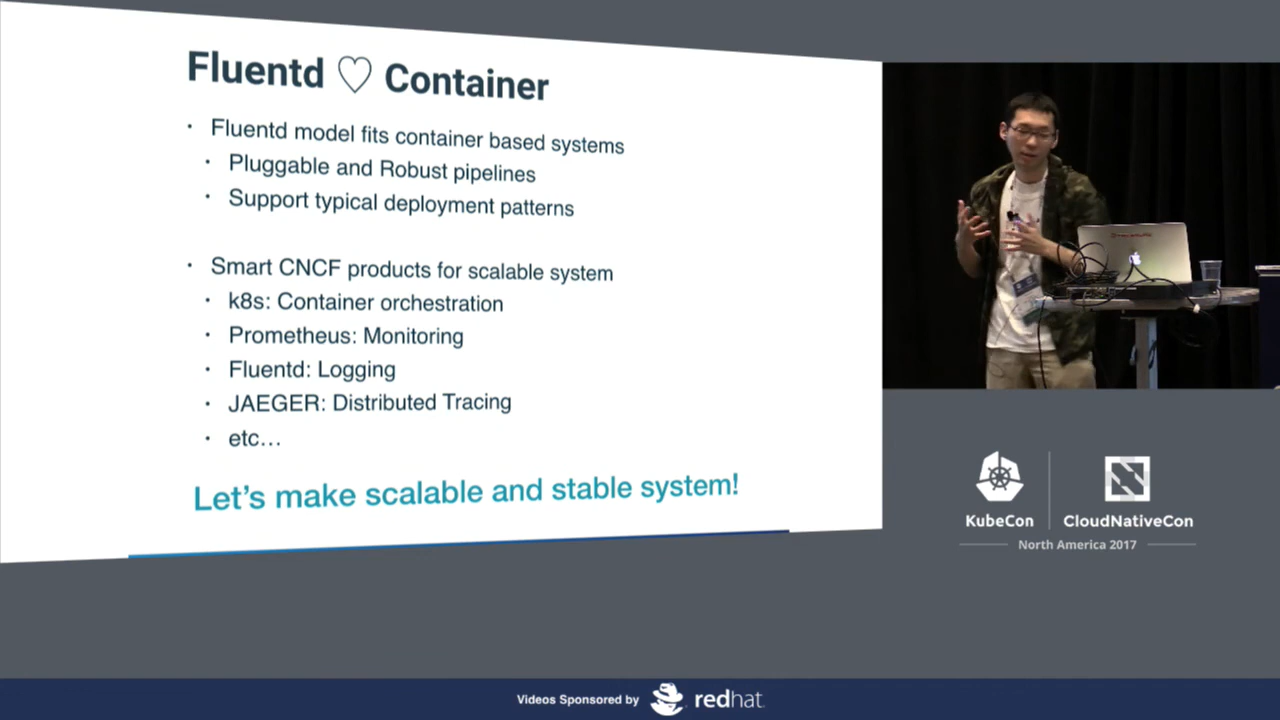 Fluentd ♡ Container
· Fluentd model fits container based systems
· Pluggable and Robust pipelines
· Support typical deployment patterns
· Smart CNCF products for scalable system
· k8s: Container orchestration
· Prometheus: Monitoring
· Fluentd: Logging
· JAEGER: Distributed Tracing
· etc…
Let's make scalable and stable system!
KubeCon
CloudNativeCon
North America 2017
Videos Sponsored by
redhat.